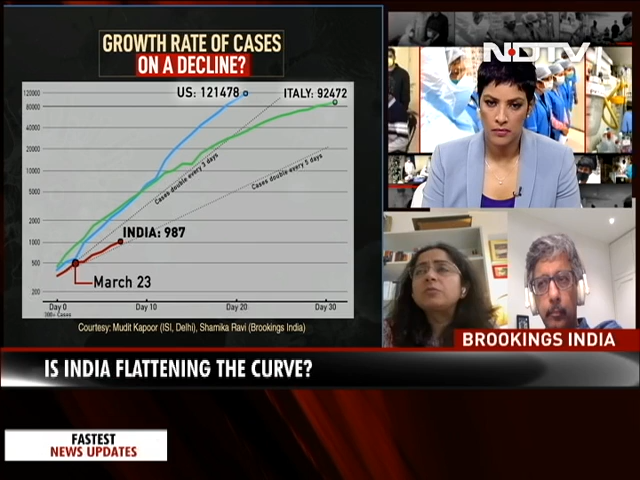 GROWTH RATE OF CASES
ON A DECLINE?
NDTV
US: 121478
ITALY: 92472
120000
80000
40000
20000
10000
5000
2000
1000
500
200
Cases double every 3 days
Cases double every 5 days
INDIA: 987
March 23
Day 0
Day 10
Day 20
Day 30
Courtesy: Mudit Kapoor (ISI, Delhi), Shamika Ravi (Brookings India)
BROOKINGS INDIA
IS INDIA FLATTENING THE CURVE?
FASTEST
NEWS UPDATES